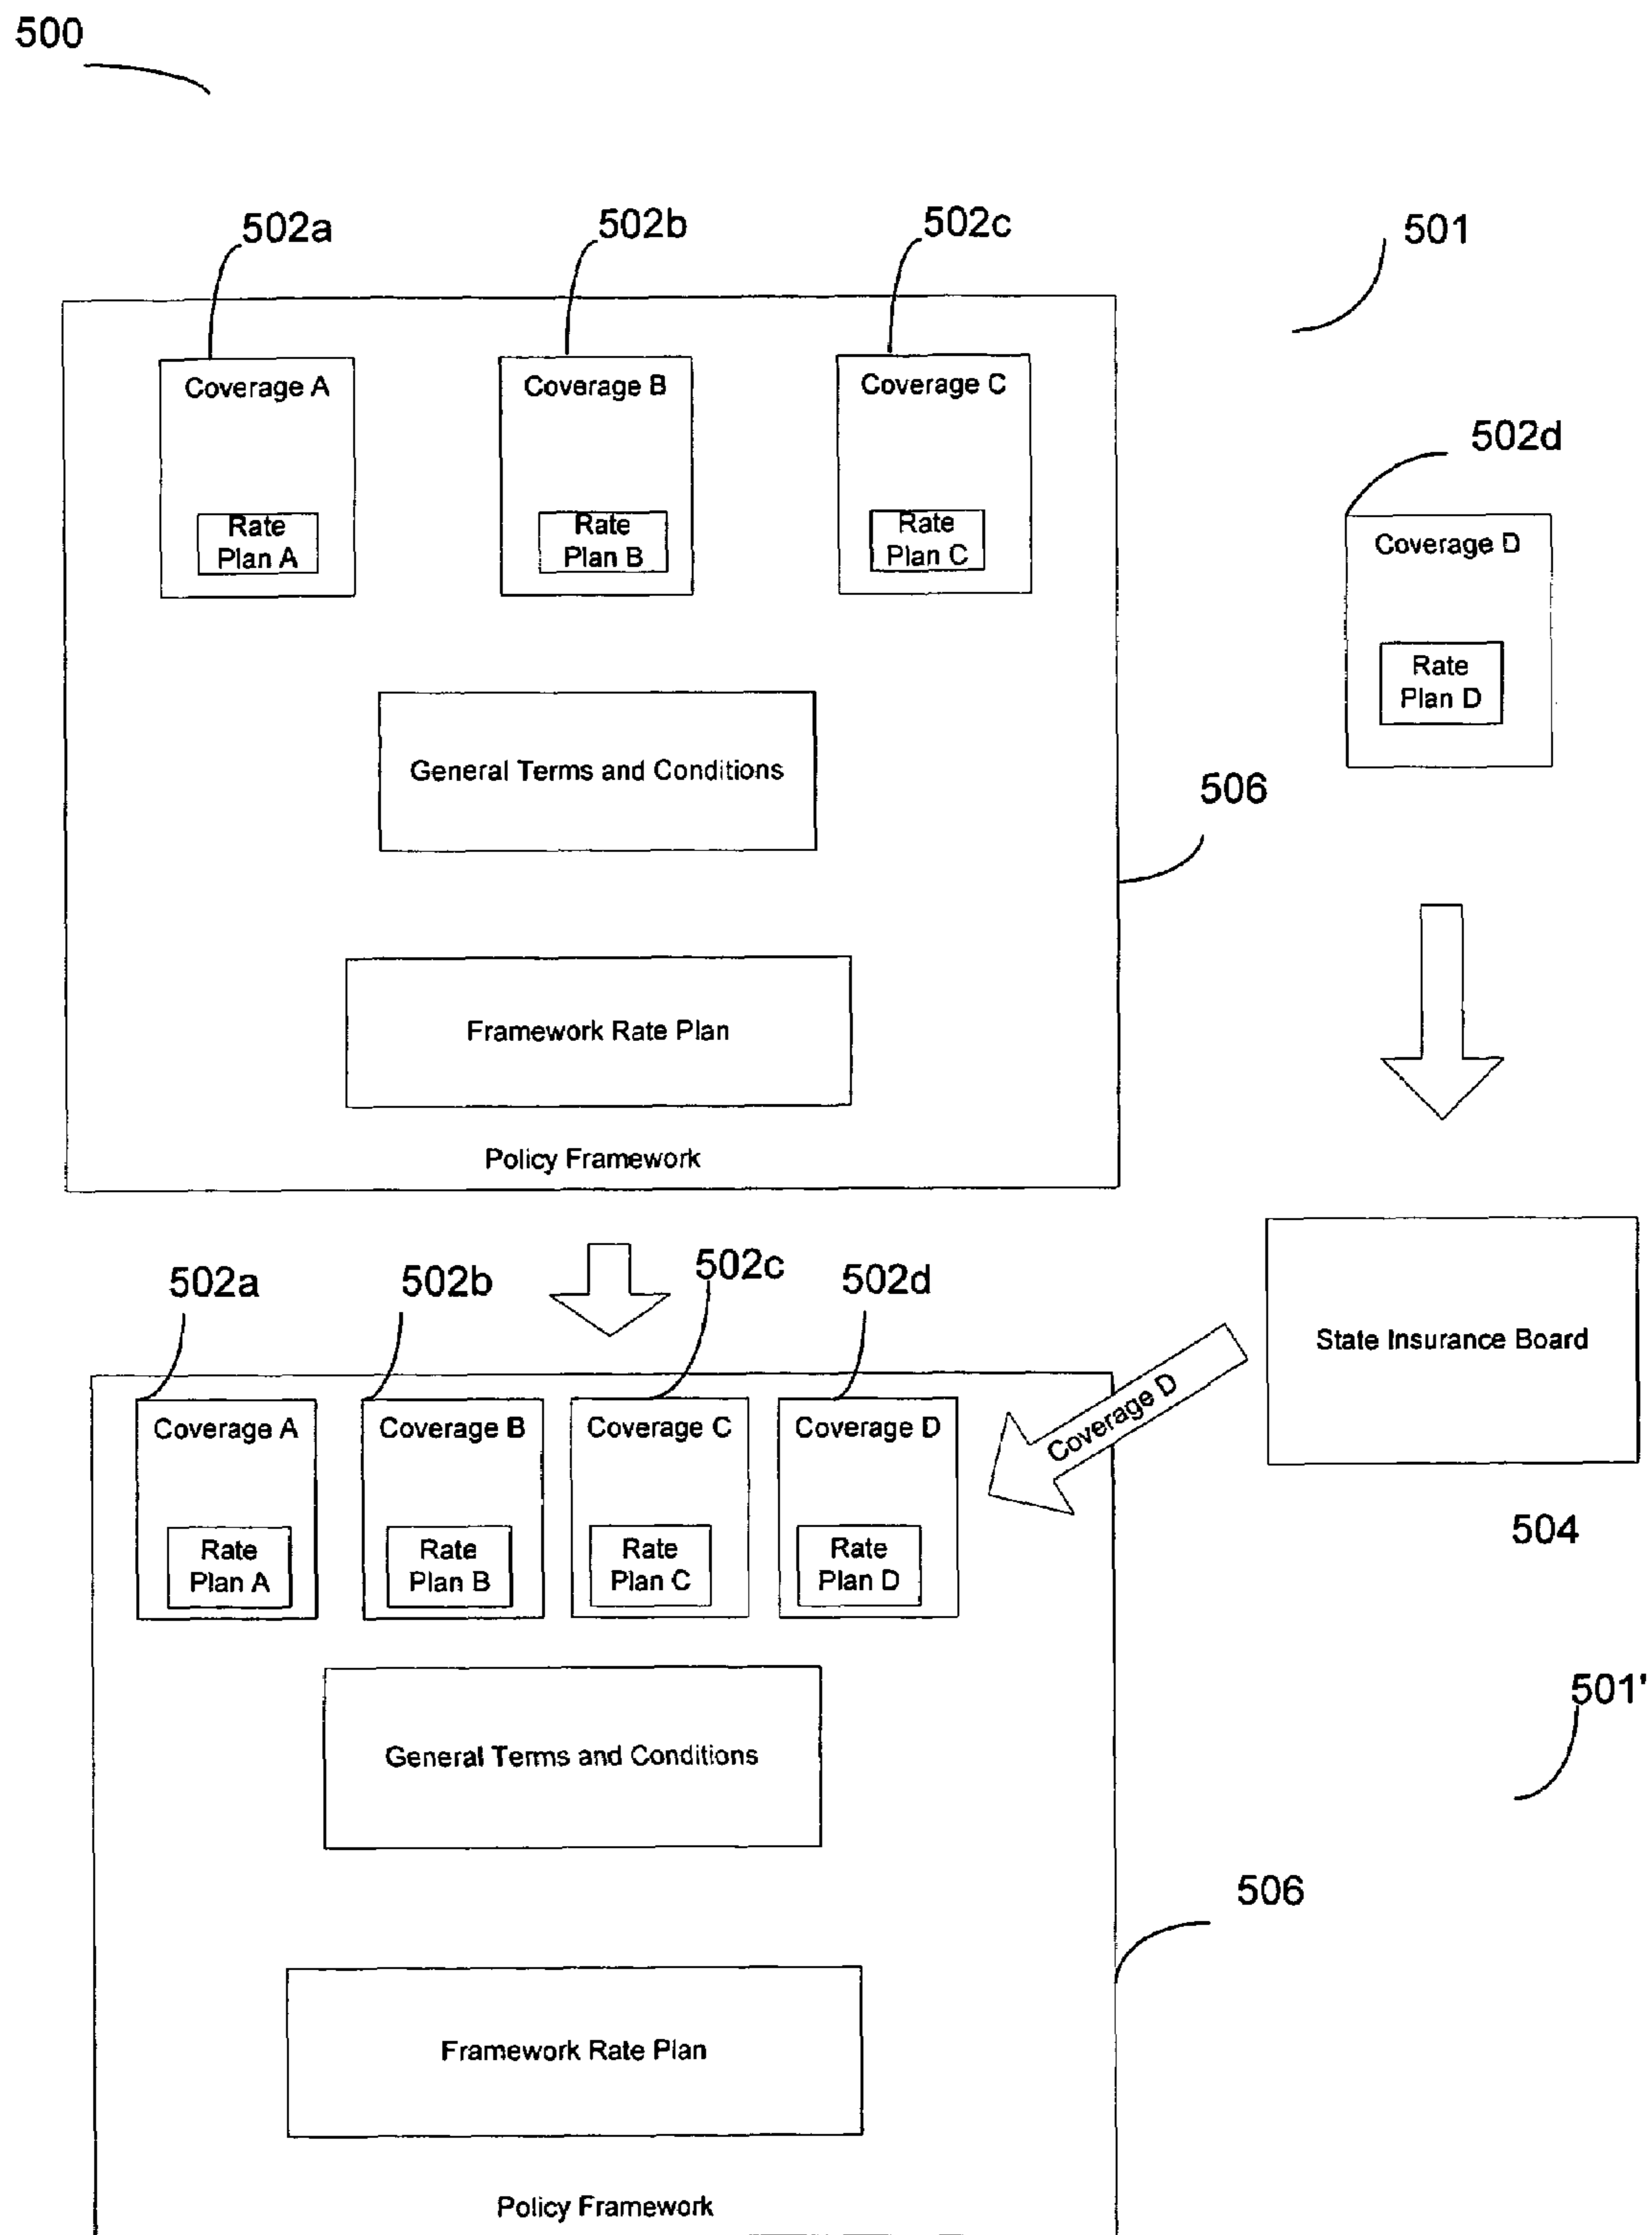 500
502a
502b
502c
501
Coverage A
Coverage B
Coverage C
502d
Rate
Plan A
Rate
Plan B
Rate
Plan C
Coverage D
Rate
Plan D
General Terms and Conditions
506
Framework Rate Plan
Policy Framework
502a
502b
502c
502d
State Insurance Board
Coverage D
Coverage A
Coverage B
Coverage C
Coverage D
Rate
Plan A
Rate
Plan B
Rate
Plan C
Rate
Plan D
504
501'
General Terms and Conditions
506
Framework Rate Plan
Policy Framework